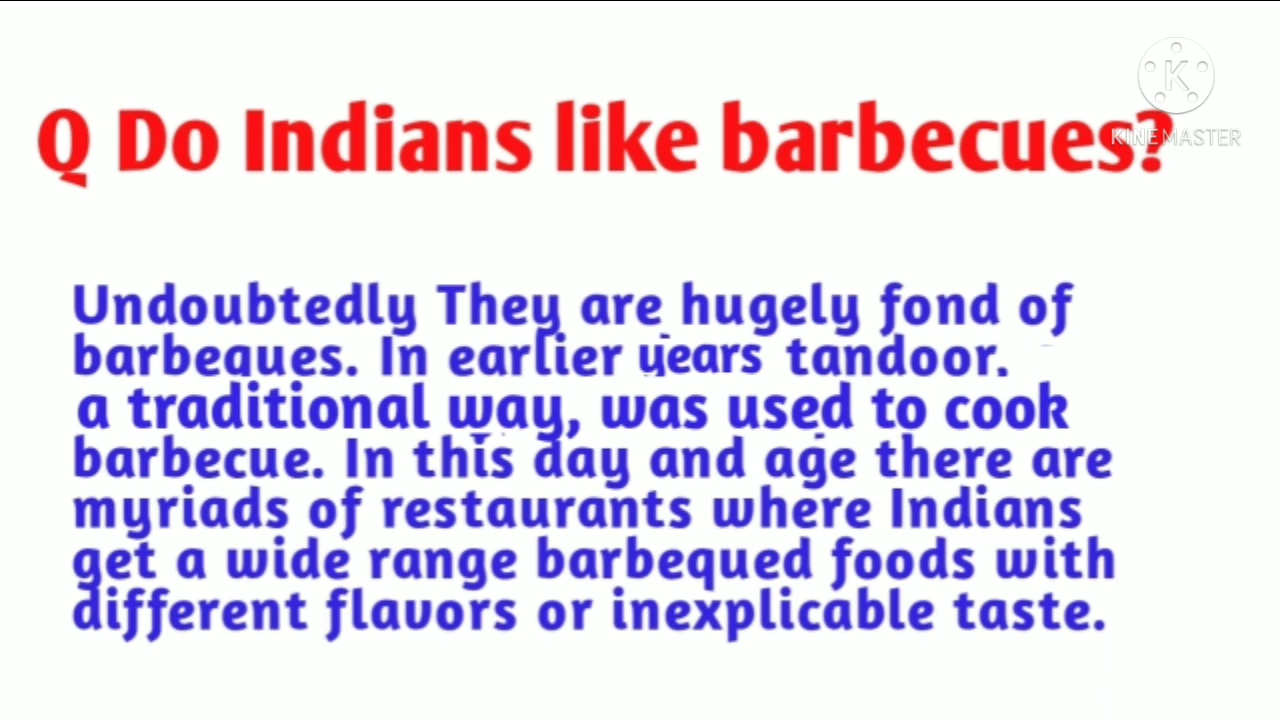 Q Do Indians like barbecues?
KINEMASTER
Undoubtedly They are hugely fond of
barbeques. In earlier years tandoor.
a traditional way, was used to cook
barbecue. In this day and age there are
myriads of restaurants where Indians
get a wide range barbequed foods with
different flavors or inexplicable taste.